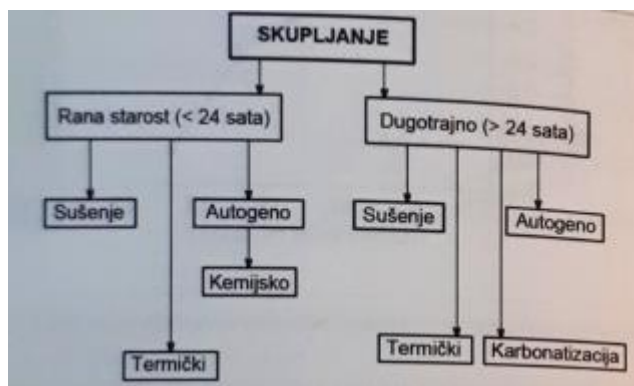 SKUPLJANJE
Rana starost (< 24 sata)
Dugotrajno (> 24 sata)
Sušenje
Autogeno
Sušenje
Autogeno
Kemijsko
Termički
Termički
Karbonatizacija